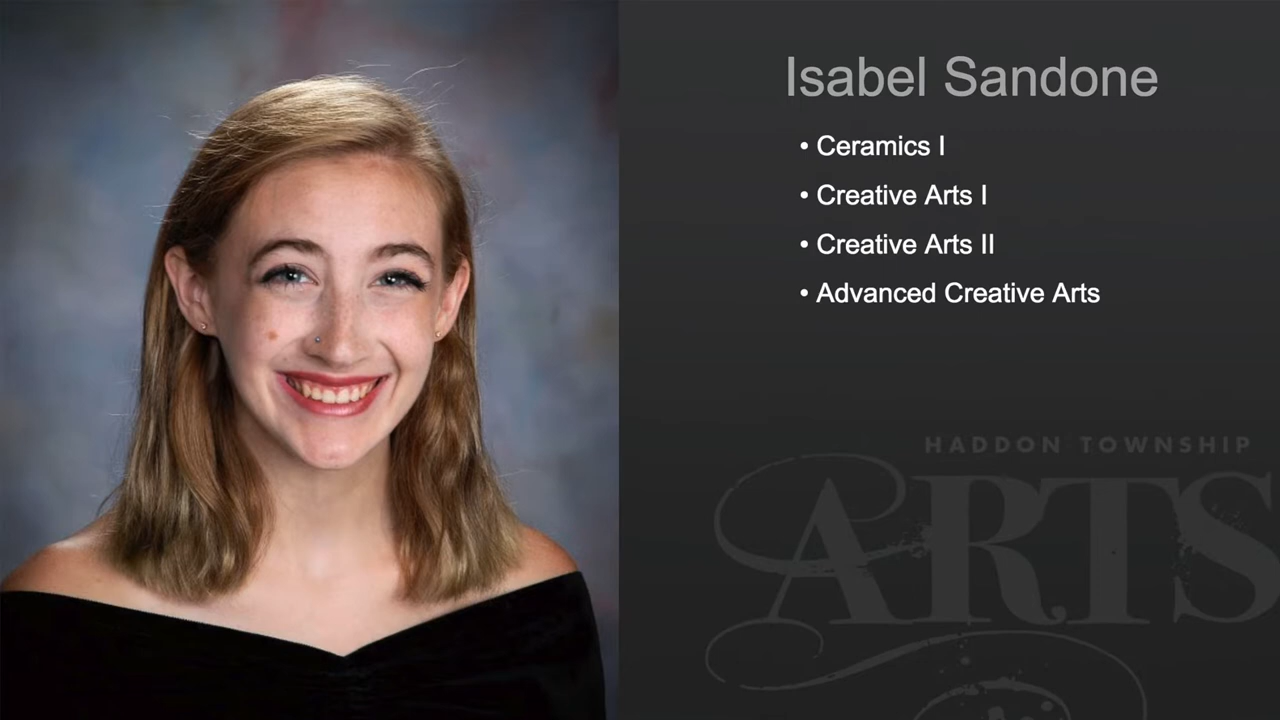 Isabel Sandone
• Ceramics I
• Creative Arts I
• Creative Arts II
• Advanced Creative Arts
HADDON TOWNSHIP
ARTS